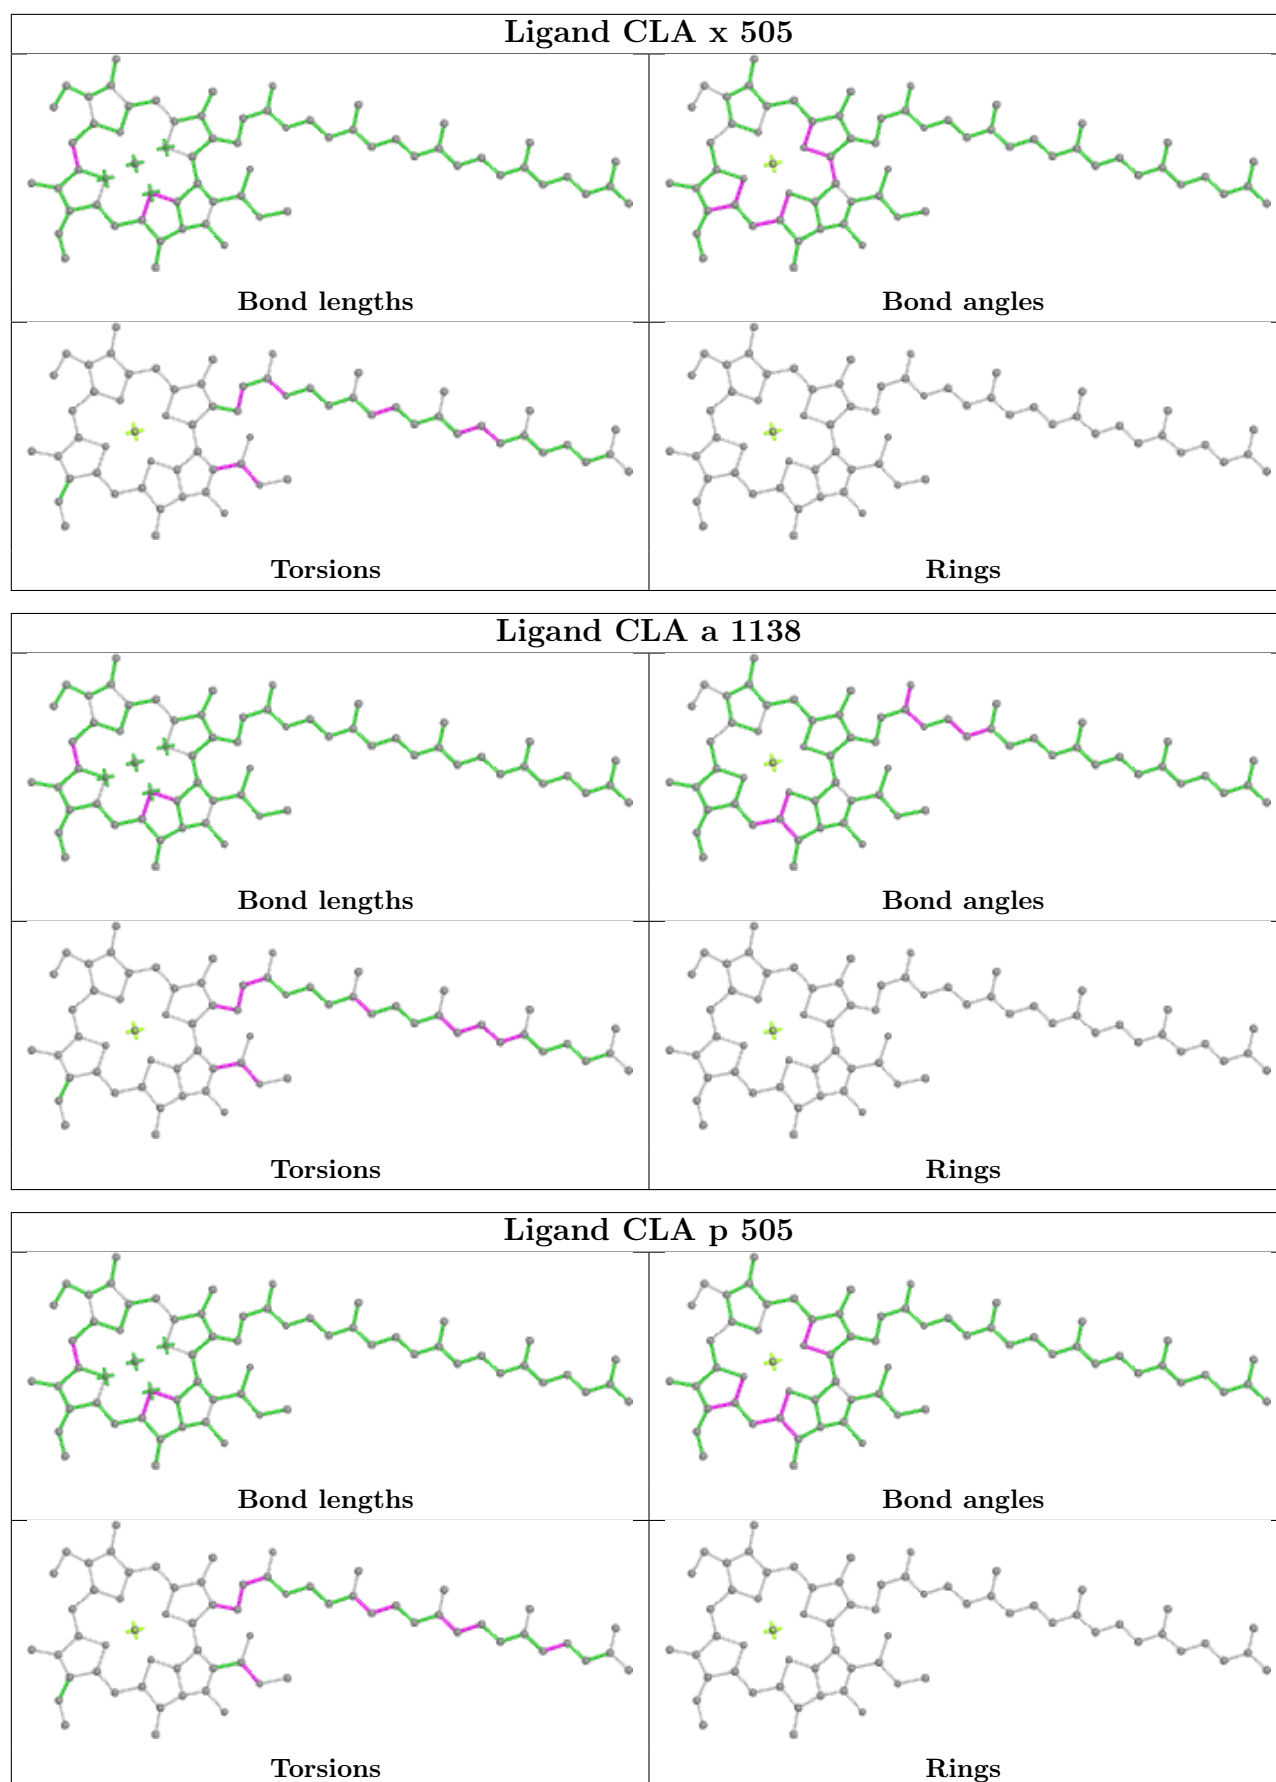 Ligand CLA x 505
Bond lengths
Bond angles
Torsions
Rings
Ligand CLA a 1138
Bond lengths
Bond angles
Torsions
Rings
Ligand CLA p 505
Bond lengths
Bond angles
Torsions
Rings